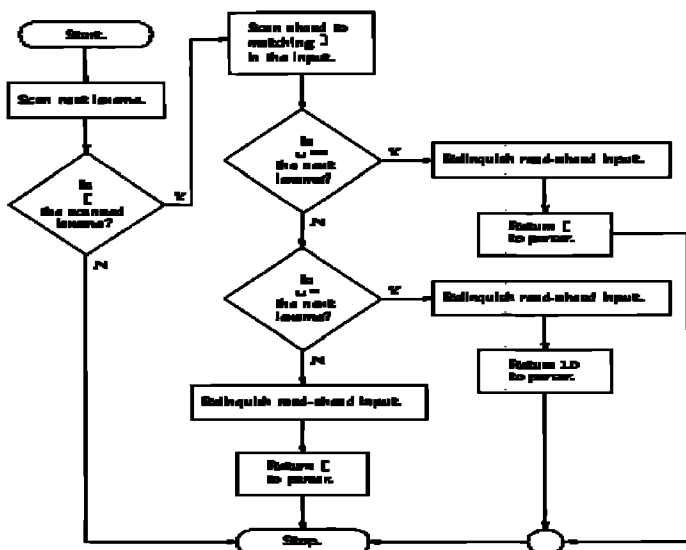 Start.
Scan next lexeme.
Is
[
the scanned
lexeme?
Y
N
Scan ahead to
matching ]
in the input.
Is
the next
lexeme?
Y
N
Relinquish read-ahead input.
Return [
to parser.
Is
the next
lexeme?
Y
N
Relinquish read-ahead input.
Return
to parser.
Relinquish read-ahead input.
Return [
to parser.
Stop.